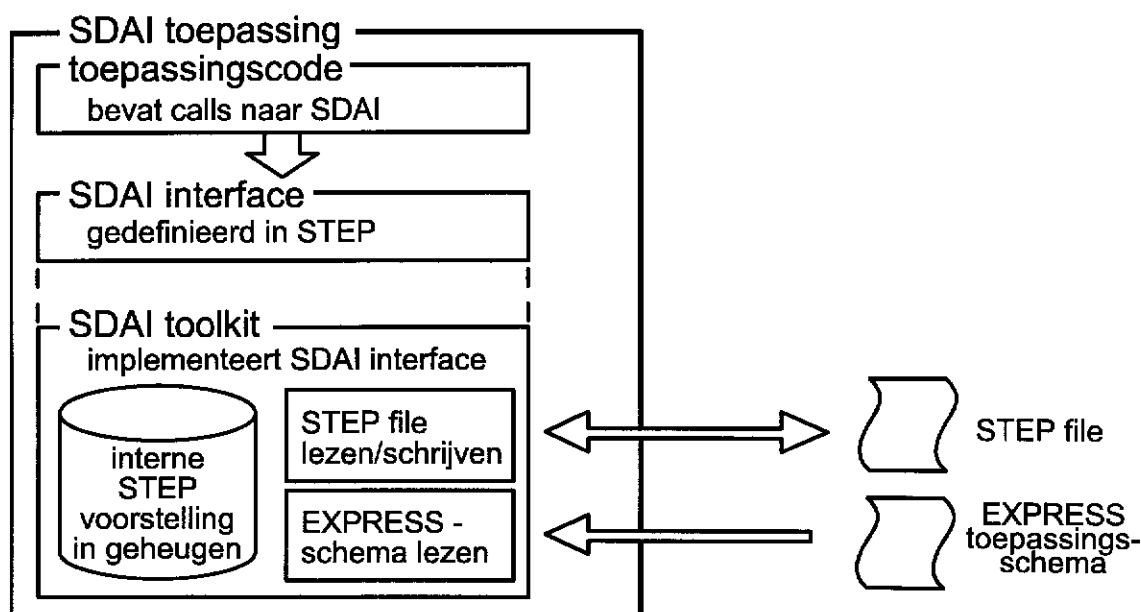 SDAI toepassing
toepassingscode
bevat calls naar SDAI
SDAI interface
gedefinieerd in STEP
SDAI toolkit
implementeert SDAI interface
interne
STEP
voorstelling
in geheugen
STEP file
lezen/schrijven
EXPRESS -
schema lezen
STEP file
EXPRESS
toepassings-
schema